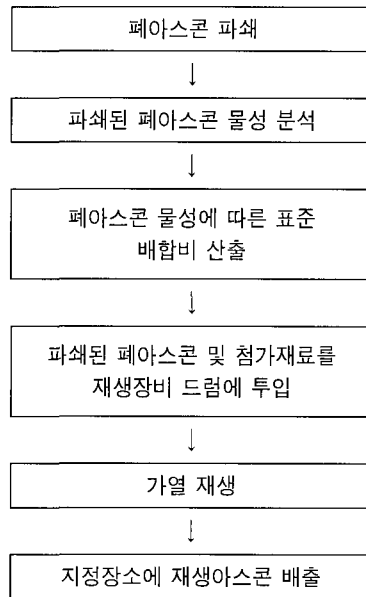 폐아스콘 파쇄
↓
파쇄된 폐아스콘 물성 분석
↓
폐아스콘 물성에 따른 표준
배합비 산출
↓
파쇄된 폐아스콘 및 첨가재료를
재생장비 드럼에 투입
↓
가열 재생
↓
지정장소에 재생아스콘 배출